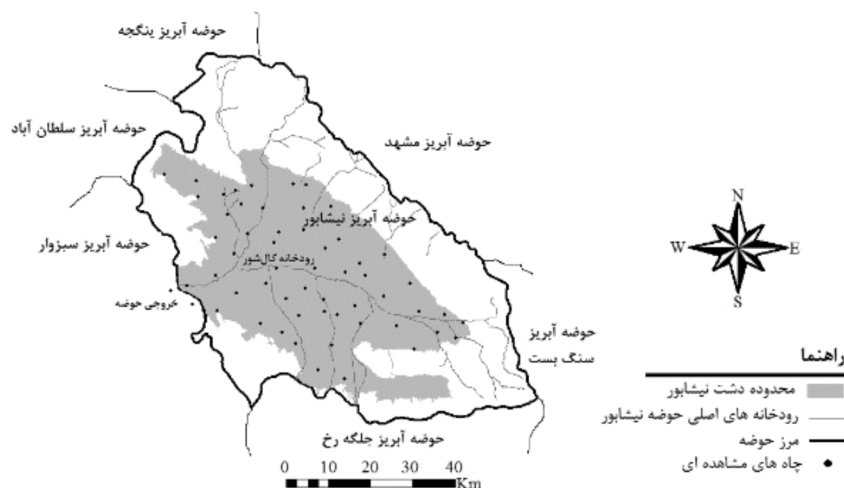 حوضه آبریز ینگجه
حوضه آبریز سلطان آباد
حوضه آبریز مشهد
حوضه آبریز نیشابور
حوضه آبریز سبزوار
رودخانه کال‌شور
خروجی حوضه
حوضه آبریز
سنگ بست
حوضه آبریز جلگه رخ
N
W
E
S
راهنما
محدوده دشت نیشابور
رودخانه های اصلی حوضه نیشابور
مرز حوضه
چاه های مشاهده ای
0 10 20 30 40
Km